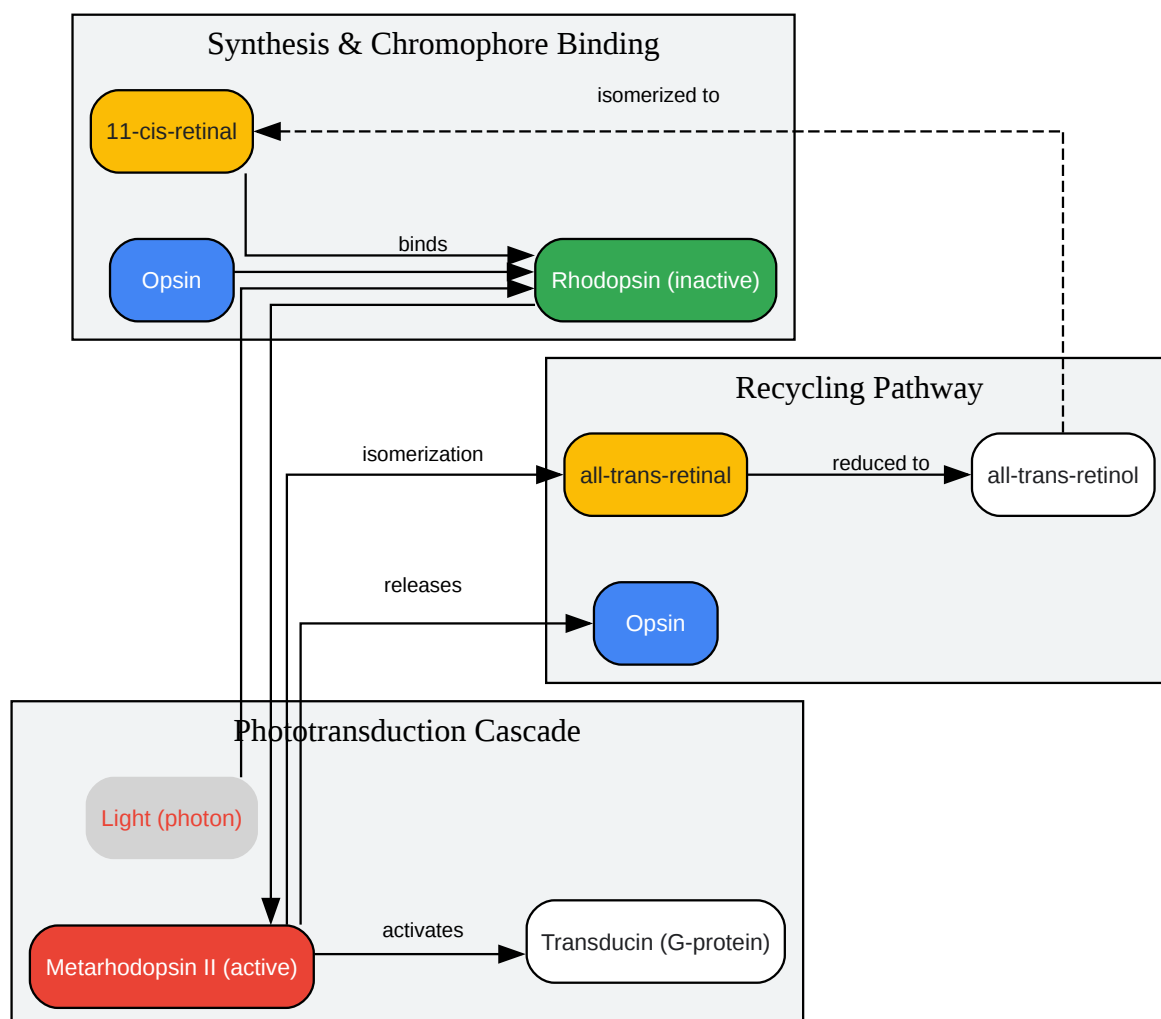 Synthesis & Chromophore Binding
isomerized to
11-cis-retinal
binds
Opsin
Rhodopsin (inactive)
Recycling Pathway
isomerization
all-trans-retinal
reduced to
all-trans-retinol
releases
Opsin
Phototransduction Cascade
Light (photon)
activates
Transducin (G-protein)
Metarhodopsin II (active)